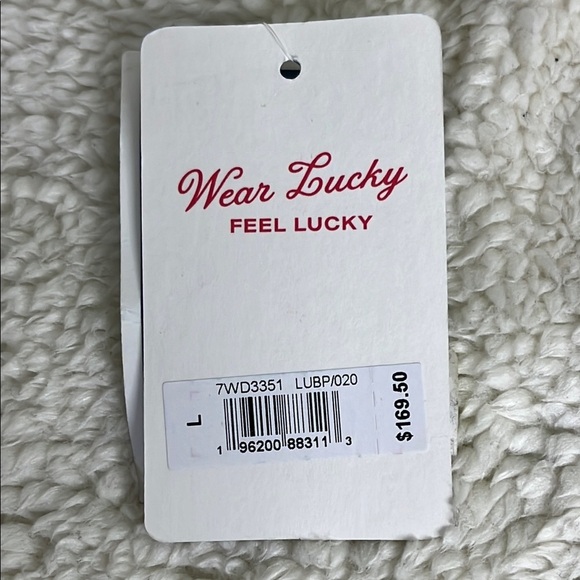 Wear Lucky
FEEL LUCKY
7WD3351 LUBP/020
L
1 96200 88311 3
$169.50